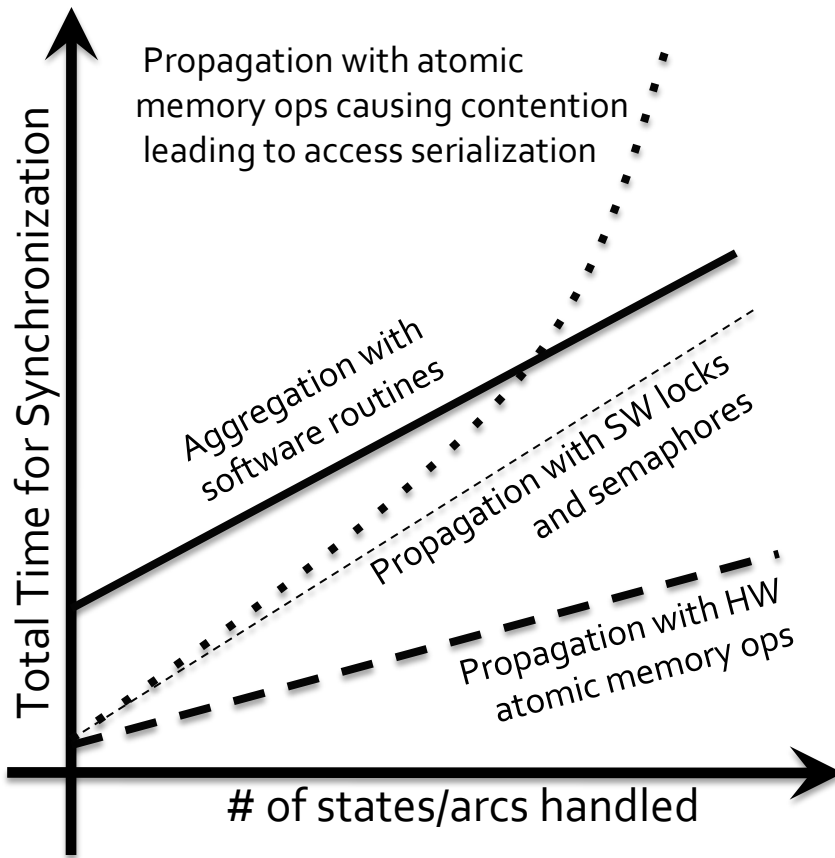 Propagation with atomic
memory ops causing contention
leading to access serialization
Total Time for Synchronization
Aggregation with
software routines
Propagation with SW locks
and semaphores
Propagation with HW
atomic memory ops
# of states/arcs handled